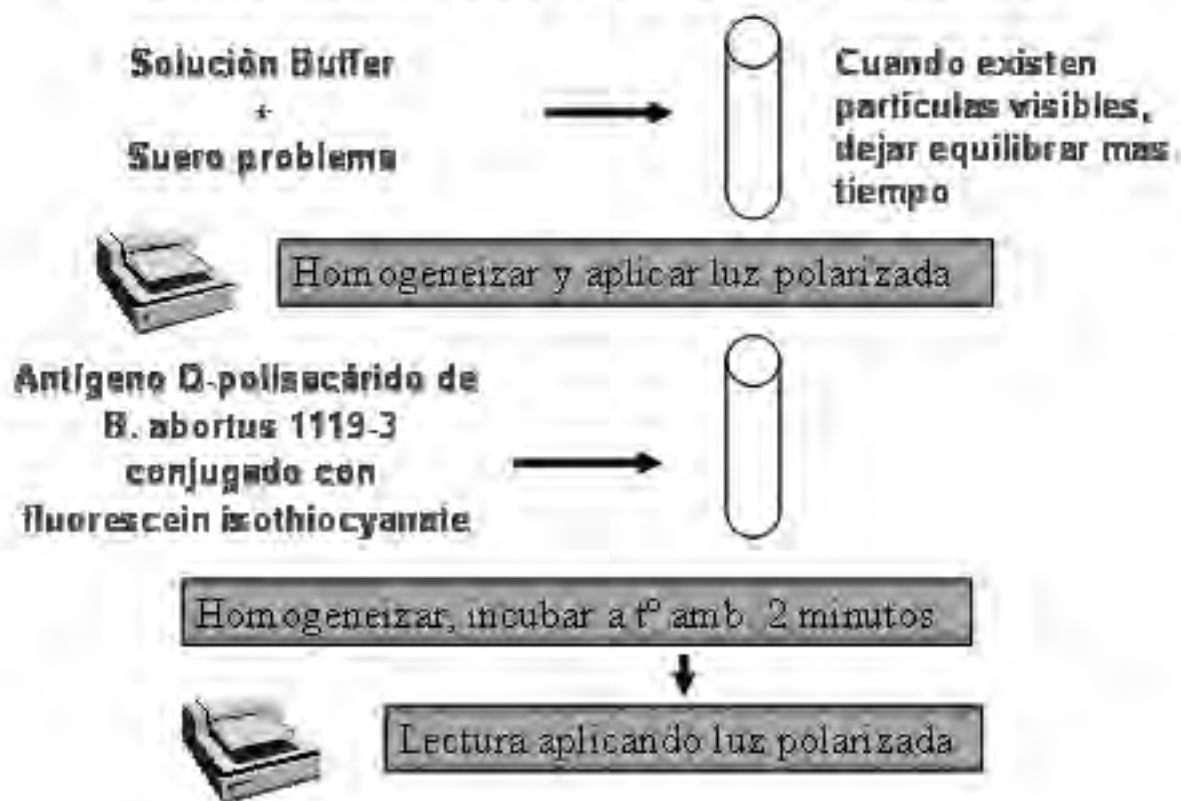 Solución Buffer
+
Suero problema
Cuando existen
partículas visibles,
dejar equilibrar mas
tiempo
Homogeneizar y aplicar luz polarizada
Antígeno O-polisacárido de
B. abortus 1119-3
conjugado con
fluorescein isothiocyanate
Homogeneizar, incubar a tº amb. 2 minutos
Lectura aplicando luz polarizada